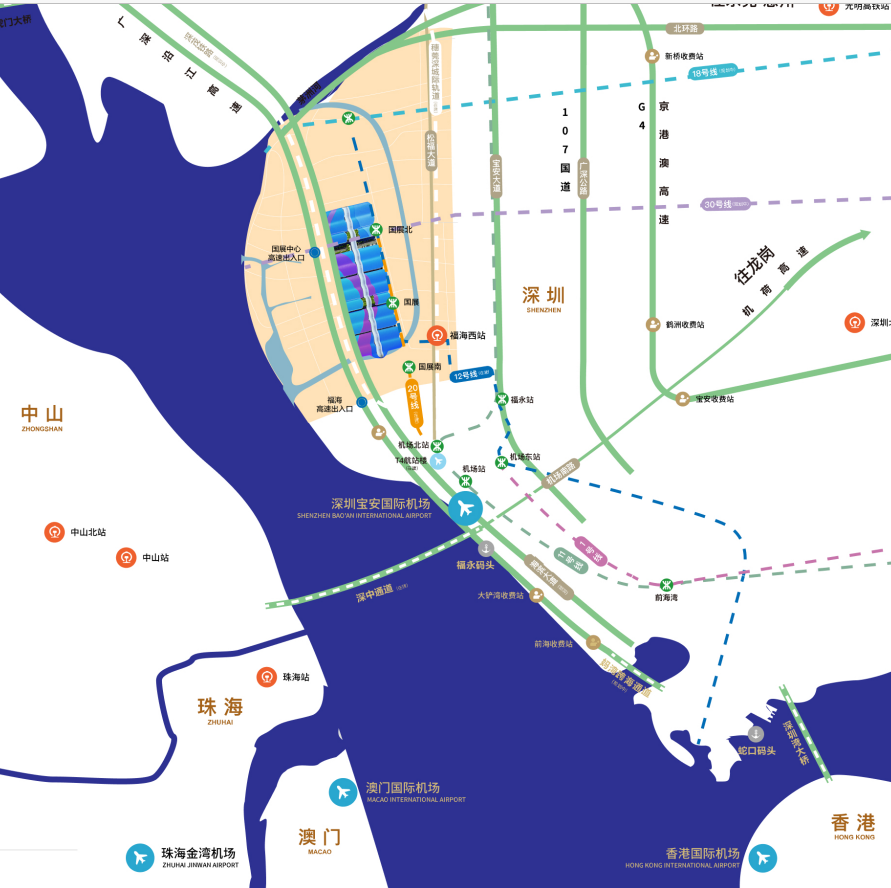 光明高铁站
北环路
新桥收费站
18号线
广深沿江高速
穗莞深城际轨道
松福大道
宝安大道
107国道
广深公路
G4
京港澳高速
30号线
国展北
国展中心
高速出入口
往龙岗
机荷高速
深圳
SHENZHEN
国展
福海西站
鹤洲收费站
国展南
12号线
20号线
福海
高速出入口
福永站
宝安收费站
中山
ZHONGSHAN
机场北站
T4航站楼
机场东站
机场站
机场南路
深圳宝安国际机场
SHENZHEN BAO'AN INTERNATIONAL AIRPORT
中山北站
中山站
福永码头
1号线
11号线
深中通道
大铲湾收费站
前海湾
前海收费站
妈湾跨海通道
珠海站
珠海
ZHUHAI
深圳湾大桥
蛇口码头
澳门国际机场
MACAO INTERNATIONAL AIRPORT
澳门
MACAO
香港
HONG KONG
珠海金湾机场
ZHUHAI JINWAN AIRPORT
香港国际机场
HONG KONG INTERNATIONAL AIRPORT